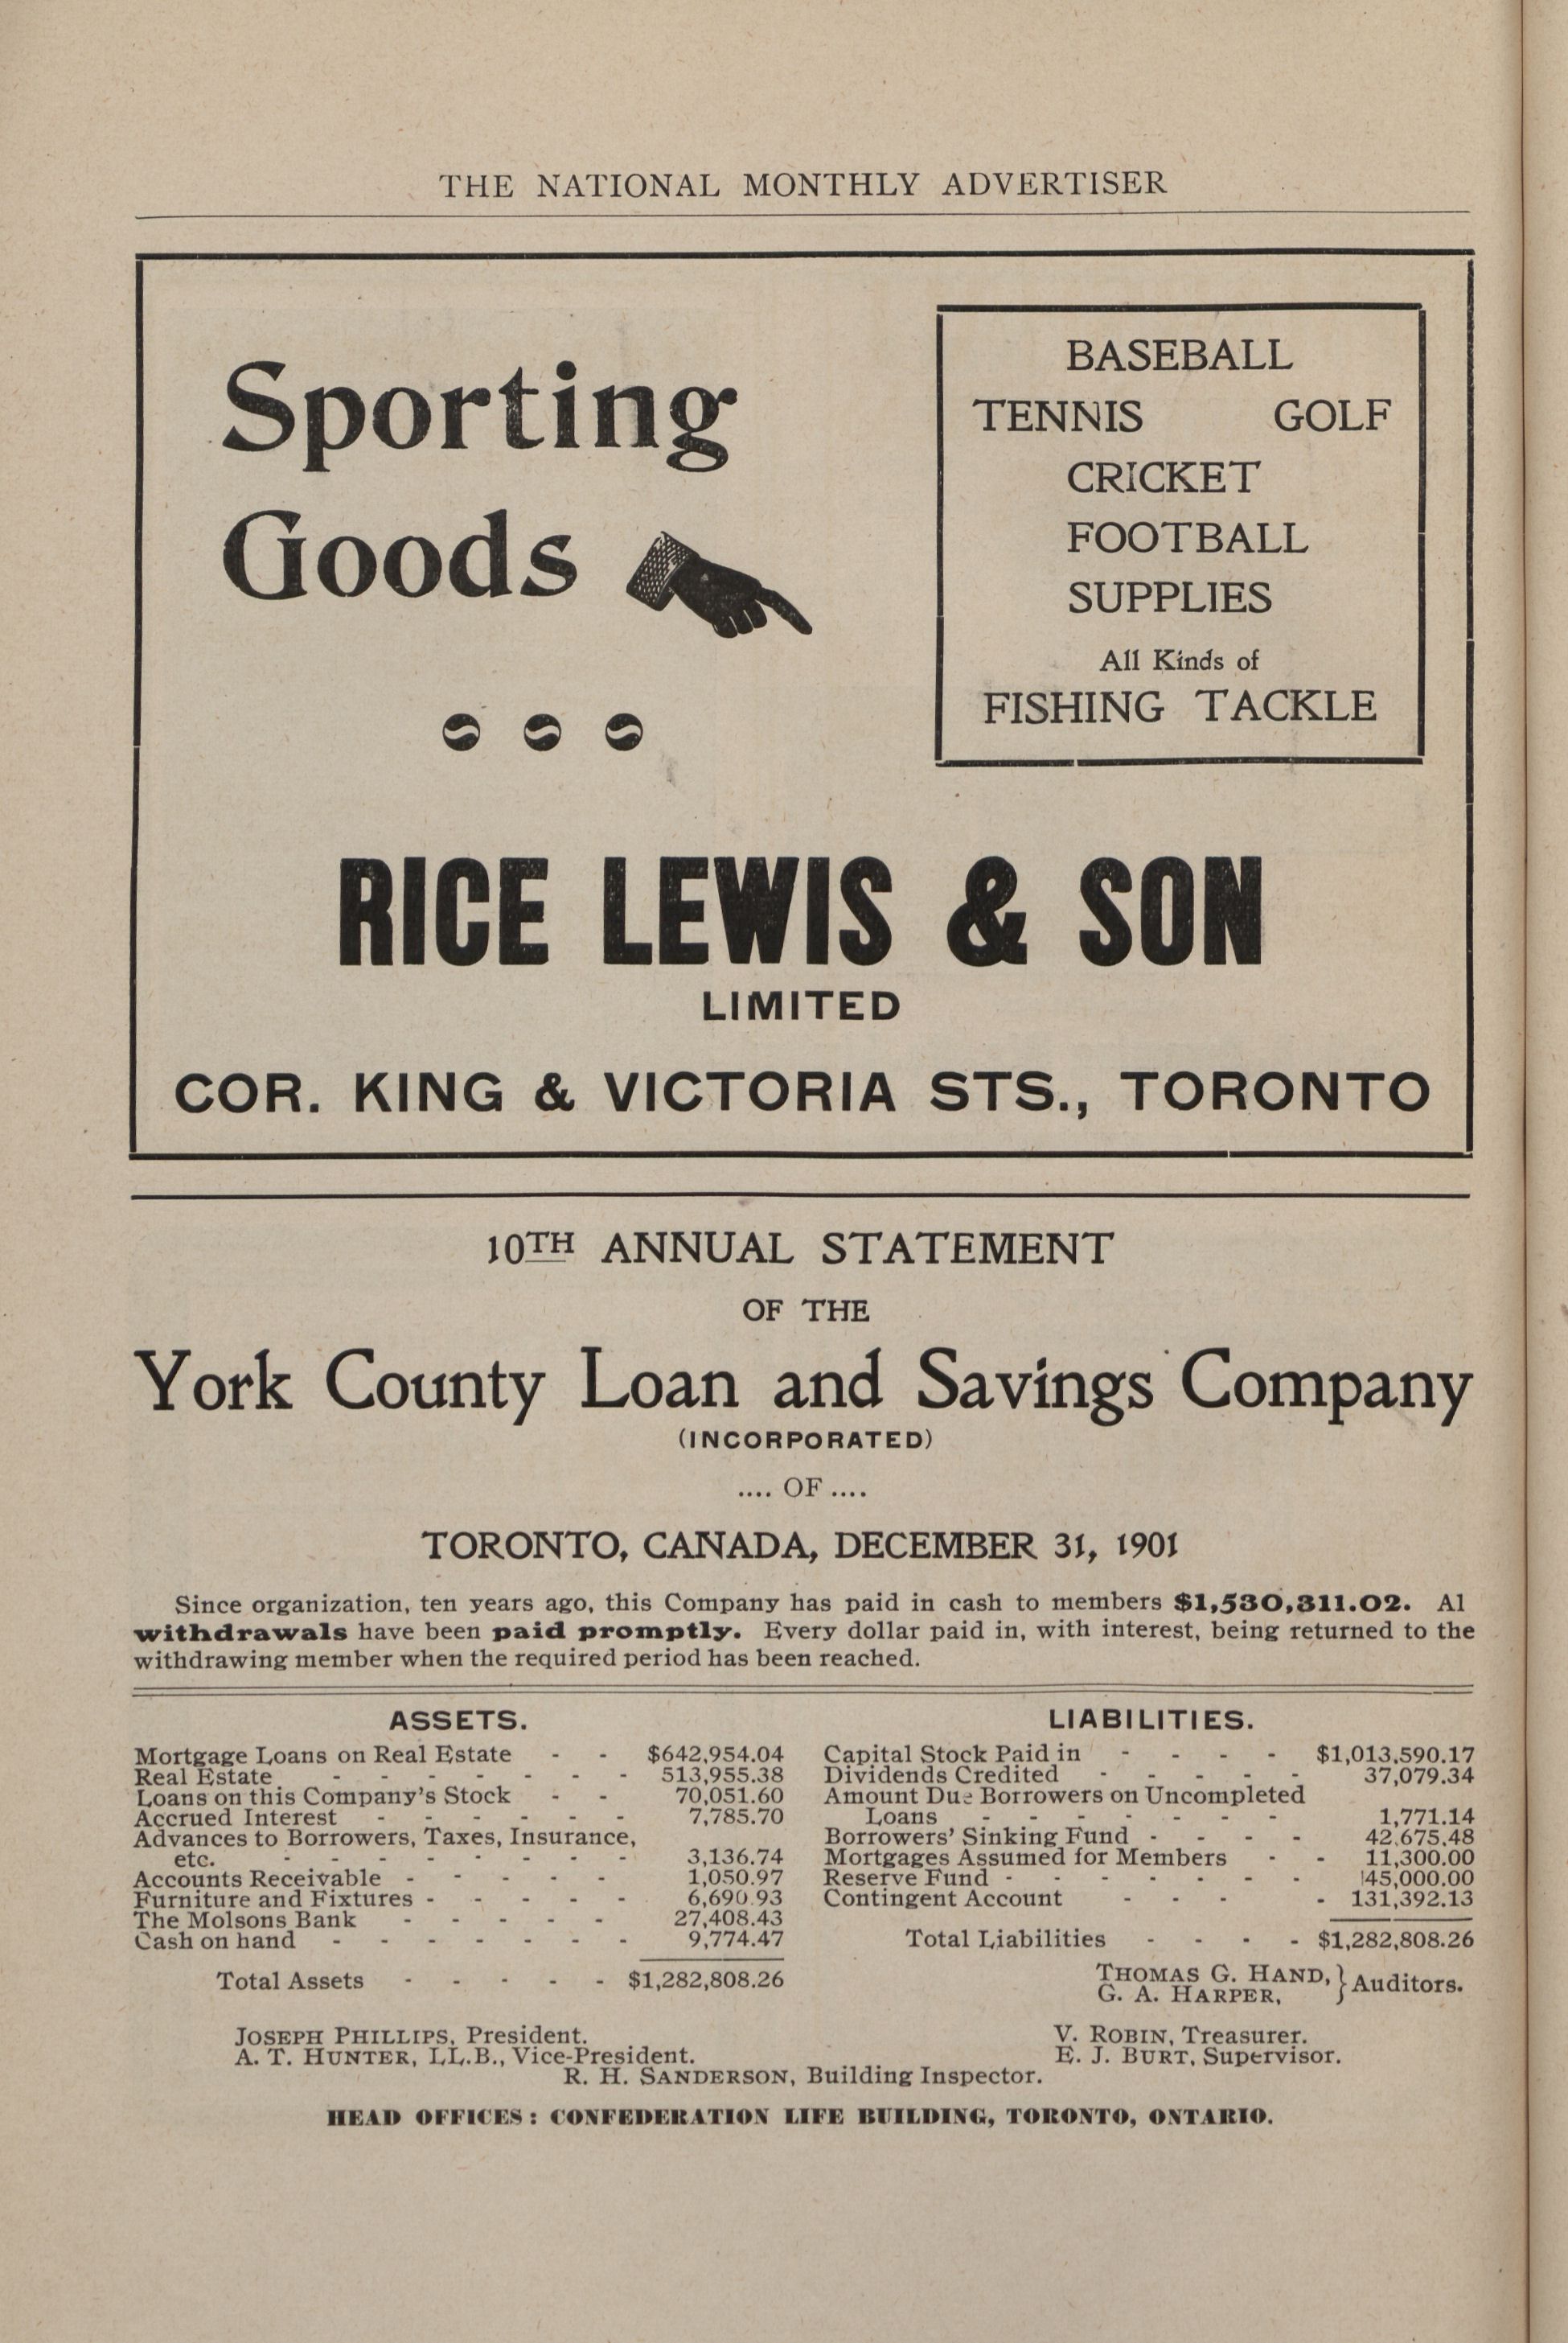 THE NATIONAL MONTHLY ADVERTISER
Sporting
Goods
BASEBALL
TENNIS GOLF
CRICKET
FOOTBALL
SUPPLIES
All Kinds of
FISHING TACKLE
RICE LEWIS & SON
LIMITED
COR. KING & VICTORIA STS., TORONTO
10TH ANNUAL STATEMENT
OF THE
York County Loan and Savings Company
(INCORPORATED)
.... OF ....
TORONTO, CANADA, DECEMBER 31, 1901
Since organization, ten years ago, this Company has paid in cash to members $1,530,311.02. Al
withdrawals have been paid promptly. Every dollar paid in, with interest, being returned to the
withdrawing member when the required period has been reached.
ASSETS.
Mortgage Loans on Real Estate - - $642,954.04
Real Estate - - - - - - - 513,955.38
Loans on this Company's Stock - - 70,051.60
Accrued Interest - - - - - - 7,785.70
Advances to Borrowers, Taxes, Insurance,
etc. - - - - - - - - 3,136.74
Accounts Receivable - - - - - 1,050.97
Furniture and Fixtures - - - - - 6,690.93
The Molsons Bank - - - - - 27,408.43
Cash on hand - - - - - - - 9,774.47
Total Assets - - - - - $1,282,808.26
LIABILITIES.
Capital Stock Paid in - - - - $1,013,590.17
Dividends Credited - - - - - 37,079.34
Amount Due Borrowers on Uncompleted
Loans - - - - - - - 1,771.14
Borrowers' Sinking Fund - - - - 42,675.48
Mortgages Assumed for Members - - 11,300.00
Reserve Fund - - - - - - - 45,000.00
Contingent Account - - - - 131,392.13
Total Liabilities - - - - $1,282,808.26
THOMAS G. HAND, } Auditors.
G. A. HARPER,
JOSEPH PHILLIPS, President.
A. T. HUNTER, LL.B., Vice-President.
V. ROBIN, Treasurer.
E. J. BURT, Supervisor.
R. H. SANDERSON, Building Inspector.
HEAD OFFICES: CONFEDERATION LIFE BUILDING, TORONTO, ONTARIO.